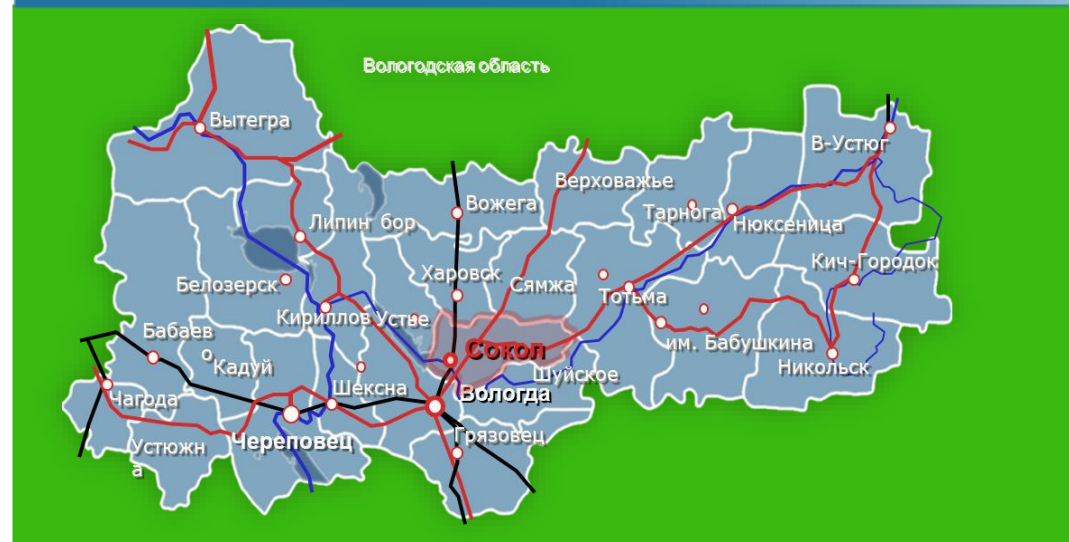 Вологодская область
Вытегра
В-Устюг
Верховажье
Вожега
Тарнога
Нюксеница
Липин бор
Харовск
Сямжа
Кич-Городок
Белозерск
Тотьма
Кириллов
Устье
Бабаев
о
Кадуй
Сокол
им. Бабушкина
Никольск
Шексна
Шуйское
Чагода
Вологда
Череповец
Грязовец
Устюжн
а